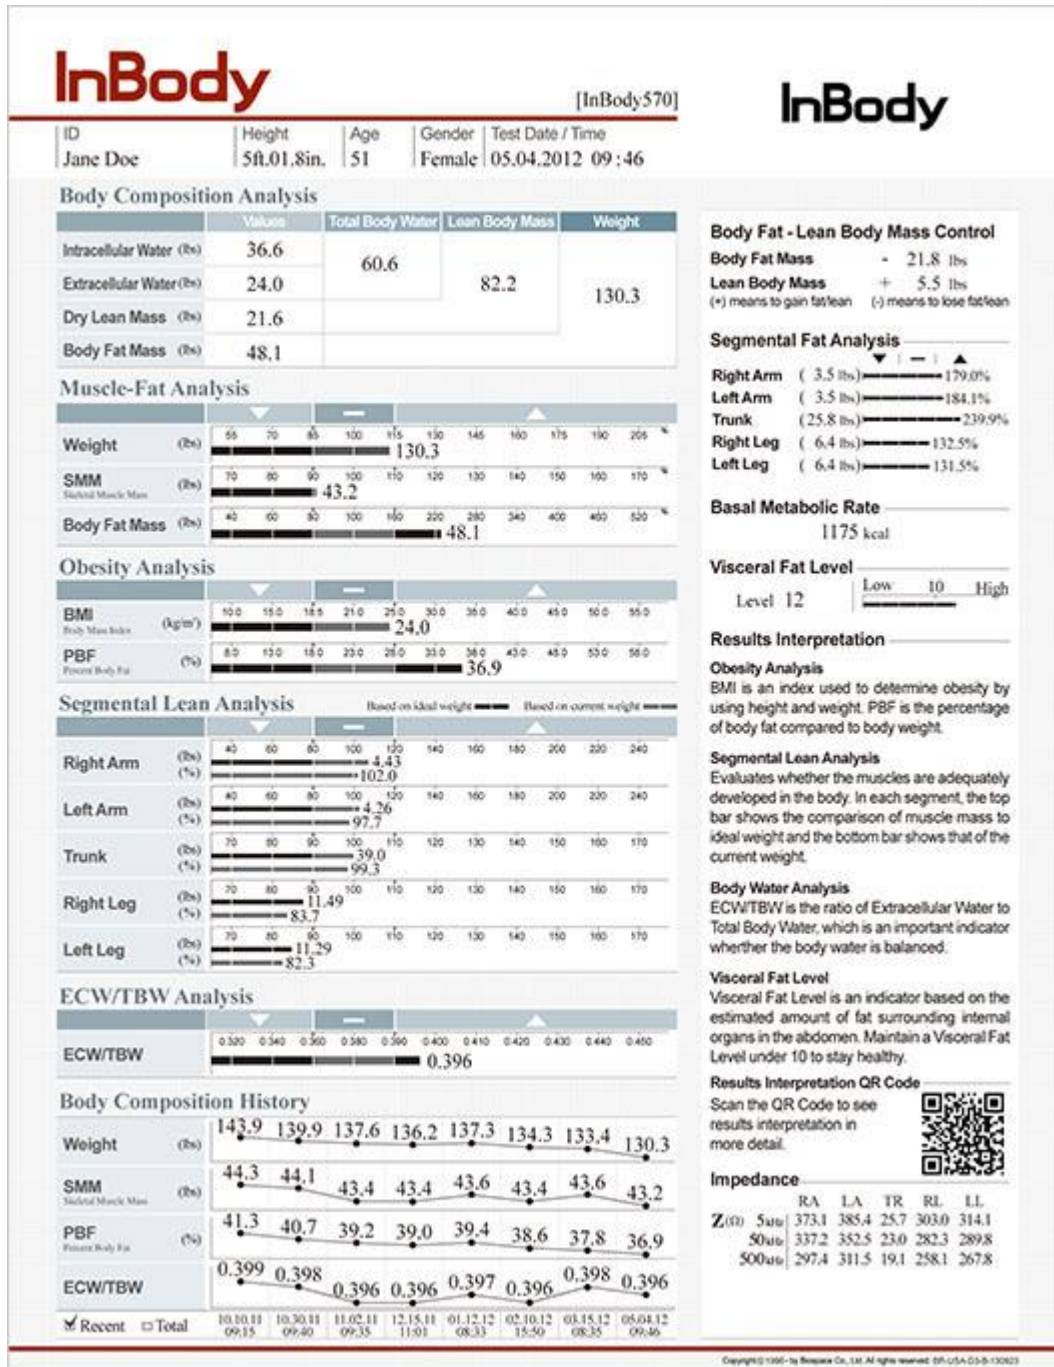 InBody
[InBody570]
InBody
ID Height Age Gender Test Date / Time
Jane Doe 5ft.01.8in. 51 Female 05.04.2012 09 : 46
Body Composition Analysis
Values Total Body Water Lean Body Mass Weight
Intracellular Water (lbs) 36.6 60.6 82.2 130.3
Extracellular Water (lbs) 24.0
Dry Lean Mass (lbs) 21.6
Body Fat Mass (lbs) 48.1
Muscle-Fat Analysis
Weight (lbs) 55 70 85 100 115 130 145 160 175 190 205 %
130.3
SMM (lbs) 70 80 90 100 110 120 130 140 150 160 170 %
Skeletal Muscle Mass 43.2
Body Fat Mass (lbs) 40 60 80 100 160 220 280 340 400 460 520 %
48.1
Obesity Analysis
BMI (kg/m²) 10.0 15.0 18.5 21.0 25.0 30.0 35.0 40.0 45.0 50.0 55.0
Body Mass Index 24.0
PBF (%) 8.0 13.0 18.0 23.0 28.0 33.0 38.0 43.0 48.0 53.0 58.0
Percent Body Fat 36.9
Segmental Lean Analysis Based on ideal weight Based on current weight
Right Arm (lbs) 40 60 80 100 120 140 160 180 200 220 240
4.43
(%) 102.0
Left Arm (lbs) 40 60 80 100 120 140 160 180 200 220 240
4.26
(%) 97.7
Trunk (lbs) 70 80 90 100 110 120 130 140 150 160 170
39.0
(%) 99.3
Right Leg (lbs) 70 80 90 100 110 120 130 140 150 160 170
11.49
(%) 83.7
Left Leg (lbs) 70 80 90 100 110 120 130 140 150 160 170
11.29
(%) 82.3
ECW/TBW Analysis
ECW/TBW 0.320 0.340 0.360 0.380 0.390 0.400 0.410 0.420 0.430 0.440 0.450
0.396
Body Composition History
Weight (lbs) 143.9 139.9 137.6 136.2 137.3 134.3 133.4 130.3
SMM (lbs) 44.3 44.1 43.4 43.4 43.6 43.4 43.6 43.2
Skeletal Muscle Mass
PBF (%) 41.3 40.7 39.2 39.0 39.4 38.6 37.8 36.9
Percent Body Fat
ECW/TBW 0.399 0.398 0.396 0.396 0.397 0.396 0.398 0.396
Recent Total 10.10.11 10.30.11 11.02.11 12.15.11 01.12.12 02.10.12 03.15.12 05.04.12
09:15 09:40 09:35 11:01 08:33 15:50 08:35 09:46
Body Fat - Lean Body Mass Control
Body Fat Mass - 21.8 lbs
Lean Body Mass + 5.5 lbs
(+) means to gain fat/lean (-) means to lose fat/lean
Segmental Fat Analysis
Right Arm ( 3.5 lbs) 179.0%
Left Arm ( 3.5 lbs) 184.1%
Trunk (25.8 lbs) 239.9%
Right Leg ( 6.4 lbs) 132.5%
Left Leg ( 6.4 lbs) 131.5%
Basal Metabolic Rate
1175 kcal
Visceral Fat Level
Level 12 Low 10 High
Results Interpretation
Obesity Analysis
BMI is an index used to determine obesity by
using height and weight. PBF is the percentage
of body fat compared to body weight.
Segmental Lean Analysis
Evaluates whether the muscles are adequately
developed in the body. In each segment, the top
bar shows the comparison of muscle mass to
ideal weight and the bottom bar shows that of the
current weight.
Body Water Analysis
ECW/TBW is the ratio of Extracellular Water to
Total Body Water, which is an important indicator
wherther the body water is balanced.
Visceral Fat Level
Visceral Fat Level is an indicator based on the
estimated amount of fat surrounding internal
organs in the abdomen. Maintain a Visceral Fat
Level under 10 to stay healthy.
Results Interpretation QR Code
Scan the QR Code to see
results interpretation in
more detail.
Impedance
RA LA TR RL LL
Z(Ω) 5kHz 373.1 385.4 25.7 303.0 314.1
50kHz 337.2 352.5 23.0 282.3 289.8
500kHz 297.4 311.5 19.1 258.1 267.8
Copyright©1996~ by Biospace Co., Ltd. All rights reserved.